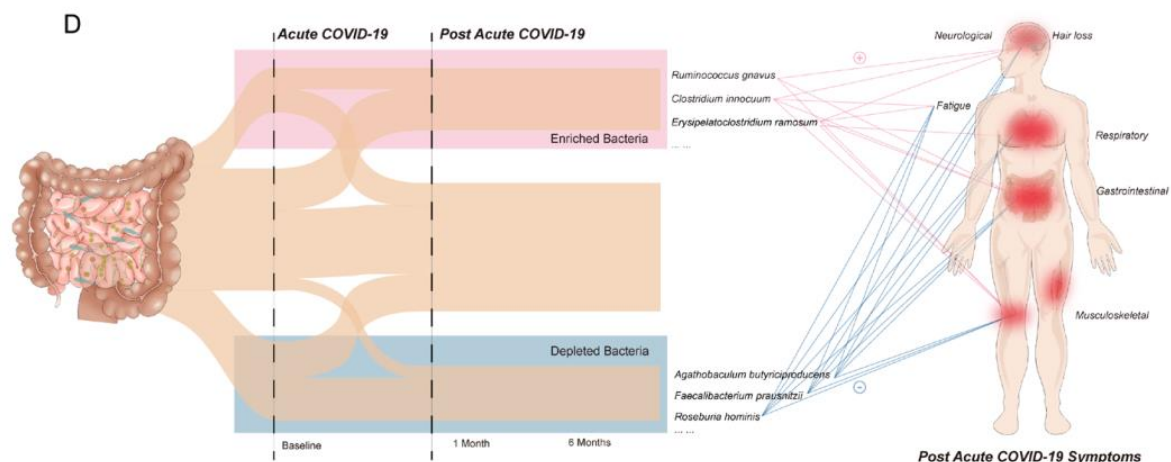 D
Acute COVID-19
Post Acute COVID-19
Neurological
Hair loss
+
Ruminococcus gnavus
Clostridium innocuum
Fatigue
Erysipelatoclostridium ramosum
Enriched Bacteria
... ...
Respiratory
Gastrointestinal
Musculoskeletal
Depleted Bacteria
Agathobaculum butyriciproducens
Faecalibacterium prausnitzii
−
Roseburia hominis
... ...
Baseline
1 Month
6 Months
Post Acute COVID-19 Symptoms